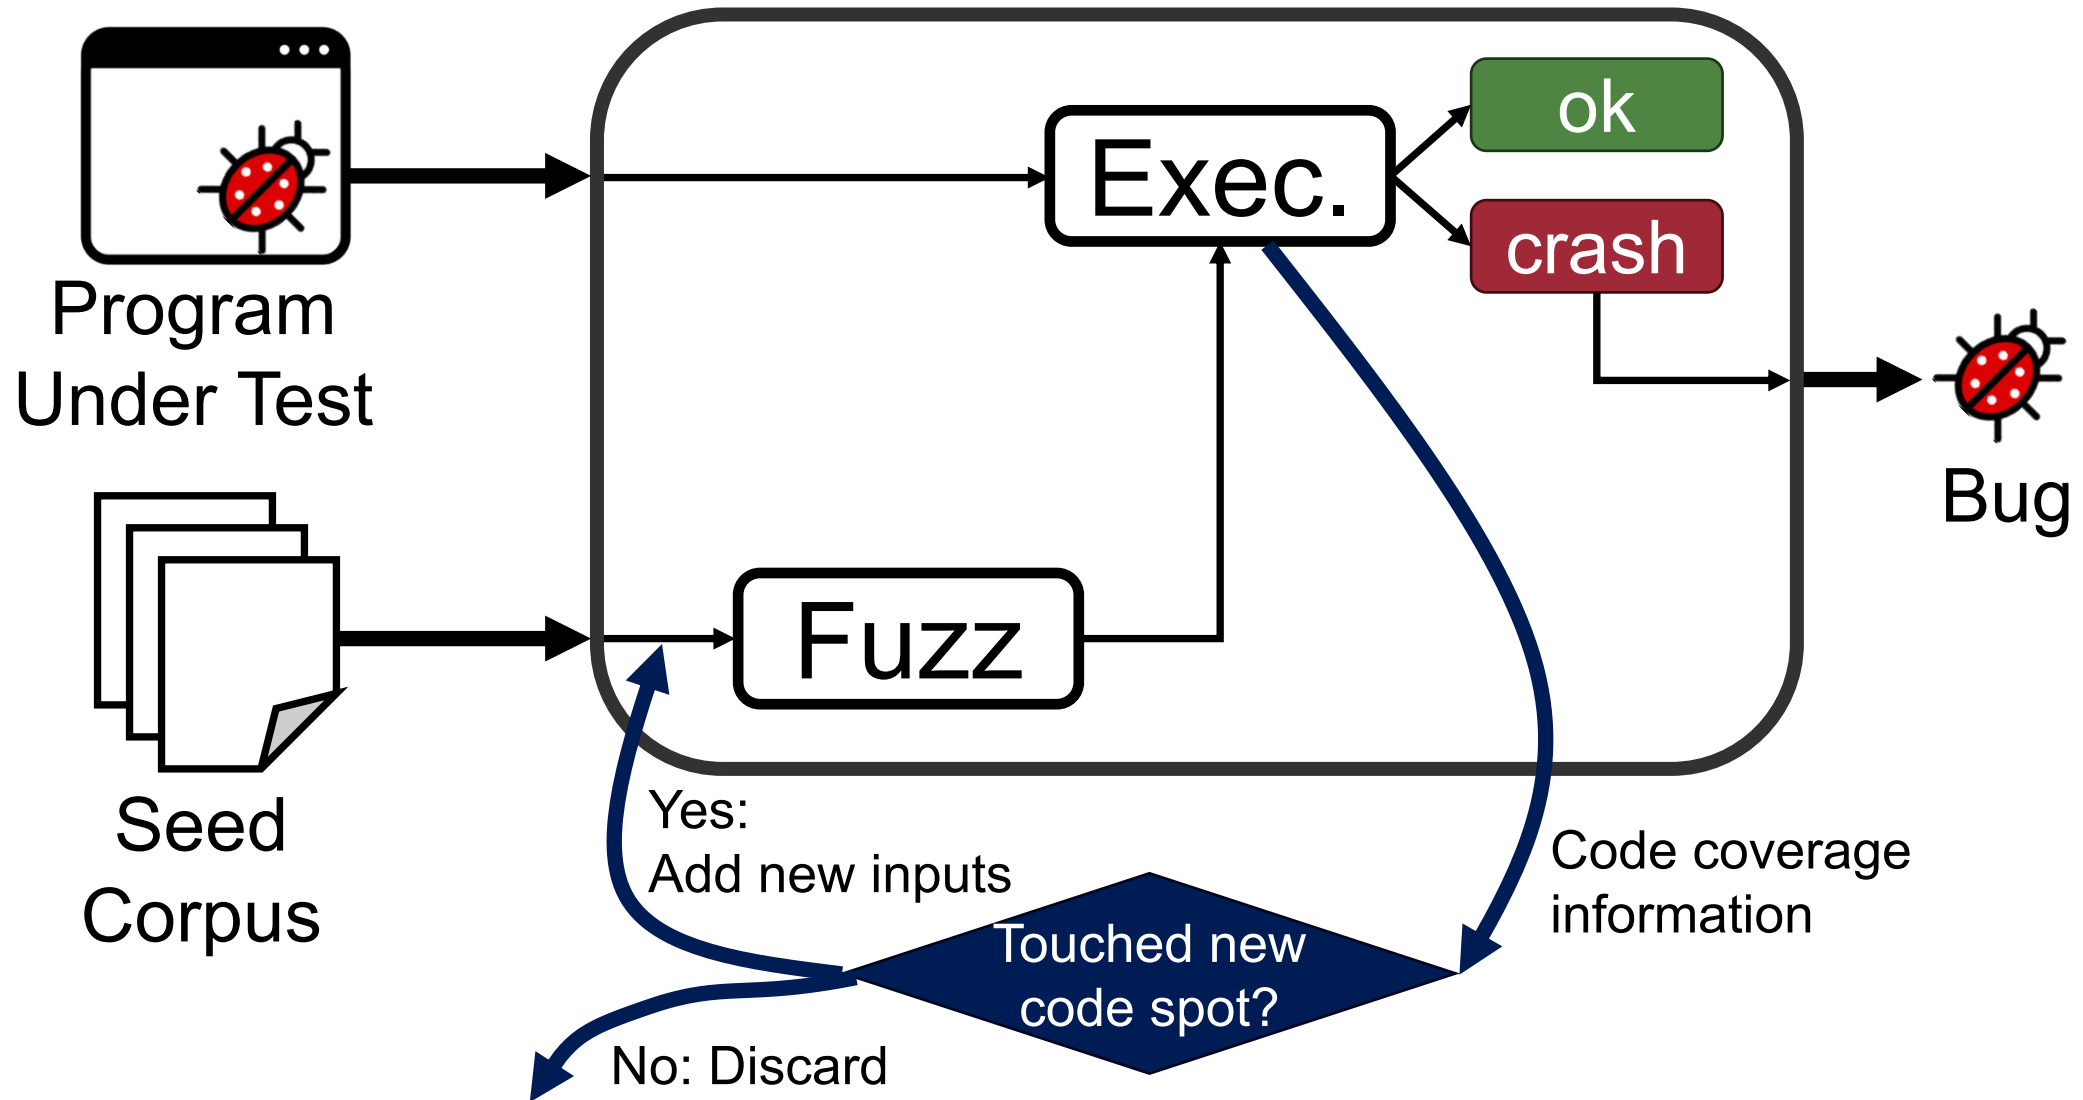 Program
Under Test
Exec.
ok
crash
Bug
Fuzz
Seed
Corpus
Yes:
Add new inputs
Code coverage
information
Touched new
code spot?
No: Discard